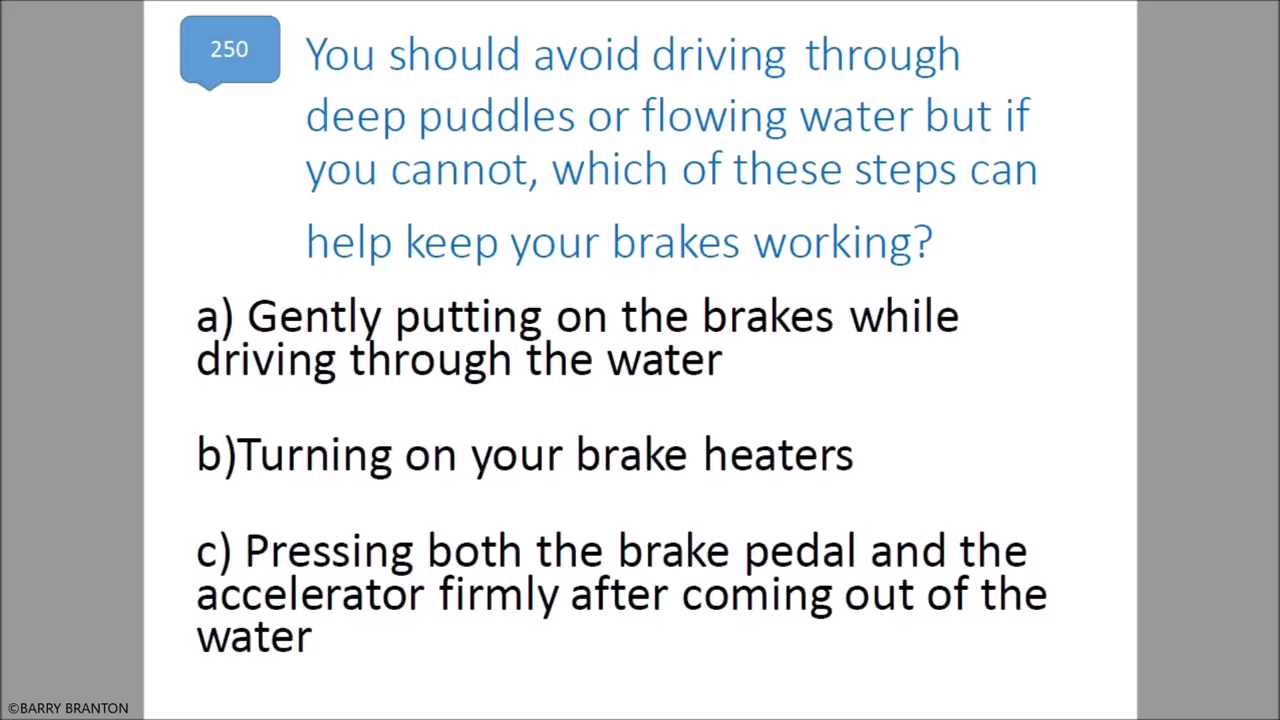 250
You should avoid driving through
deep puddles or flowing water but if
you cannot, which of these steps can
help keep your brakes working?
a) Gently putting on the brakes while
driving through the water
b)Turning on your brake heaters
c) Pressing both the brake pedal and the
accelerator firmly after coming out of the
water
©BARRY BRANTON